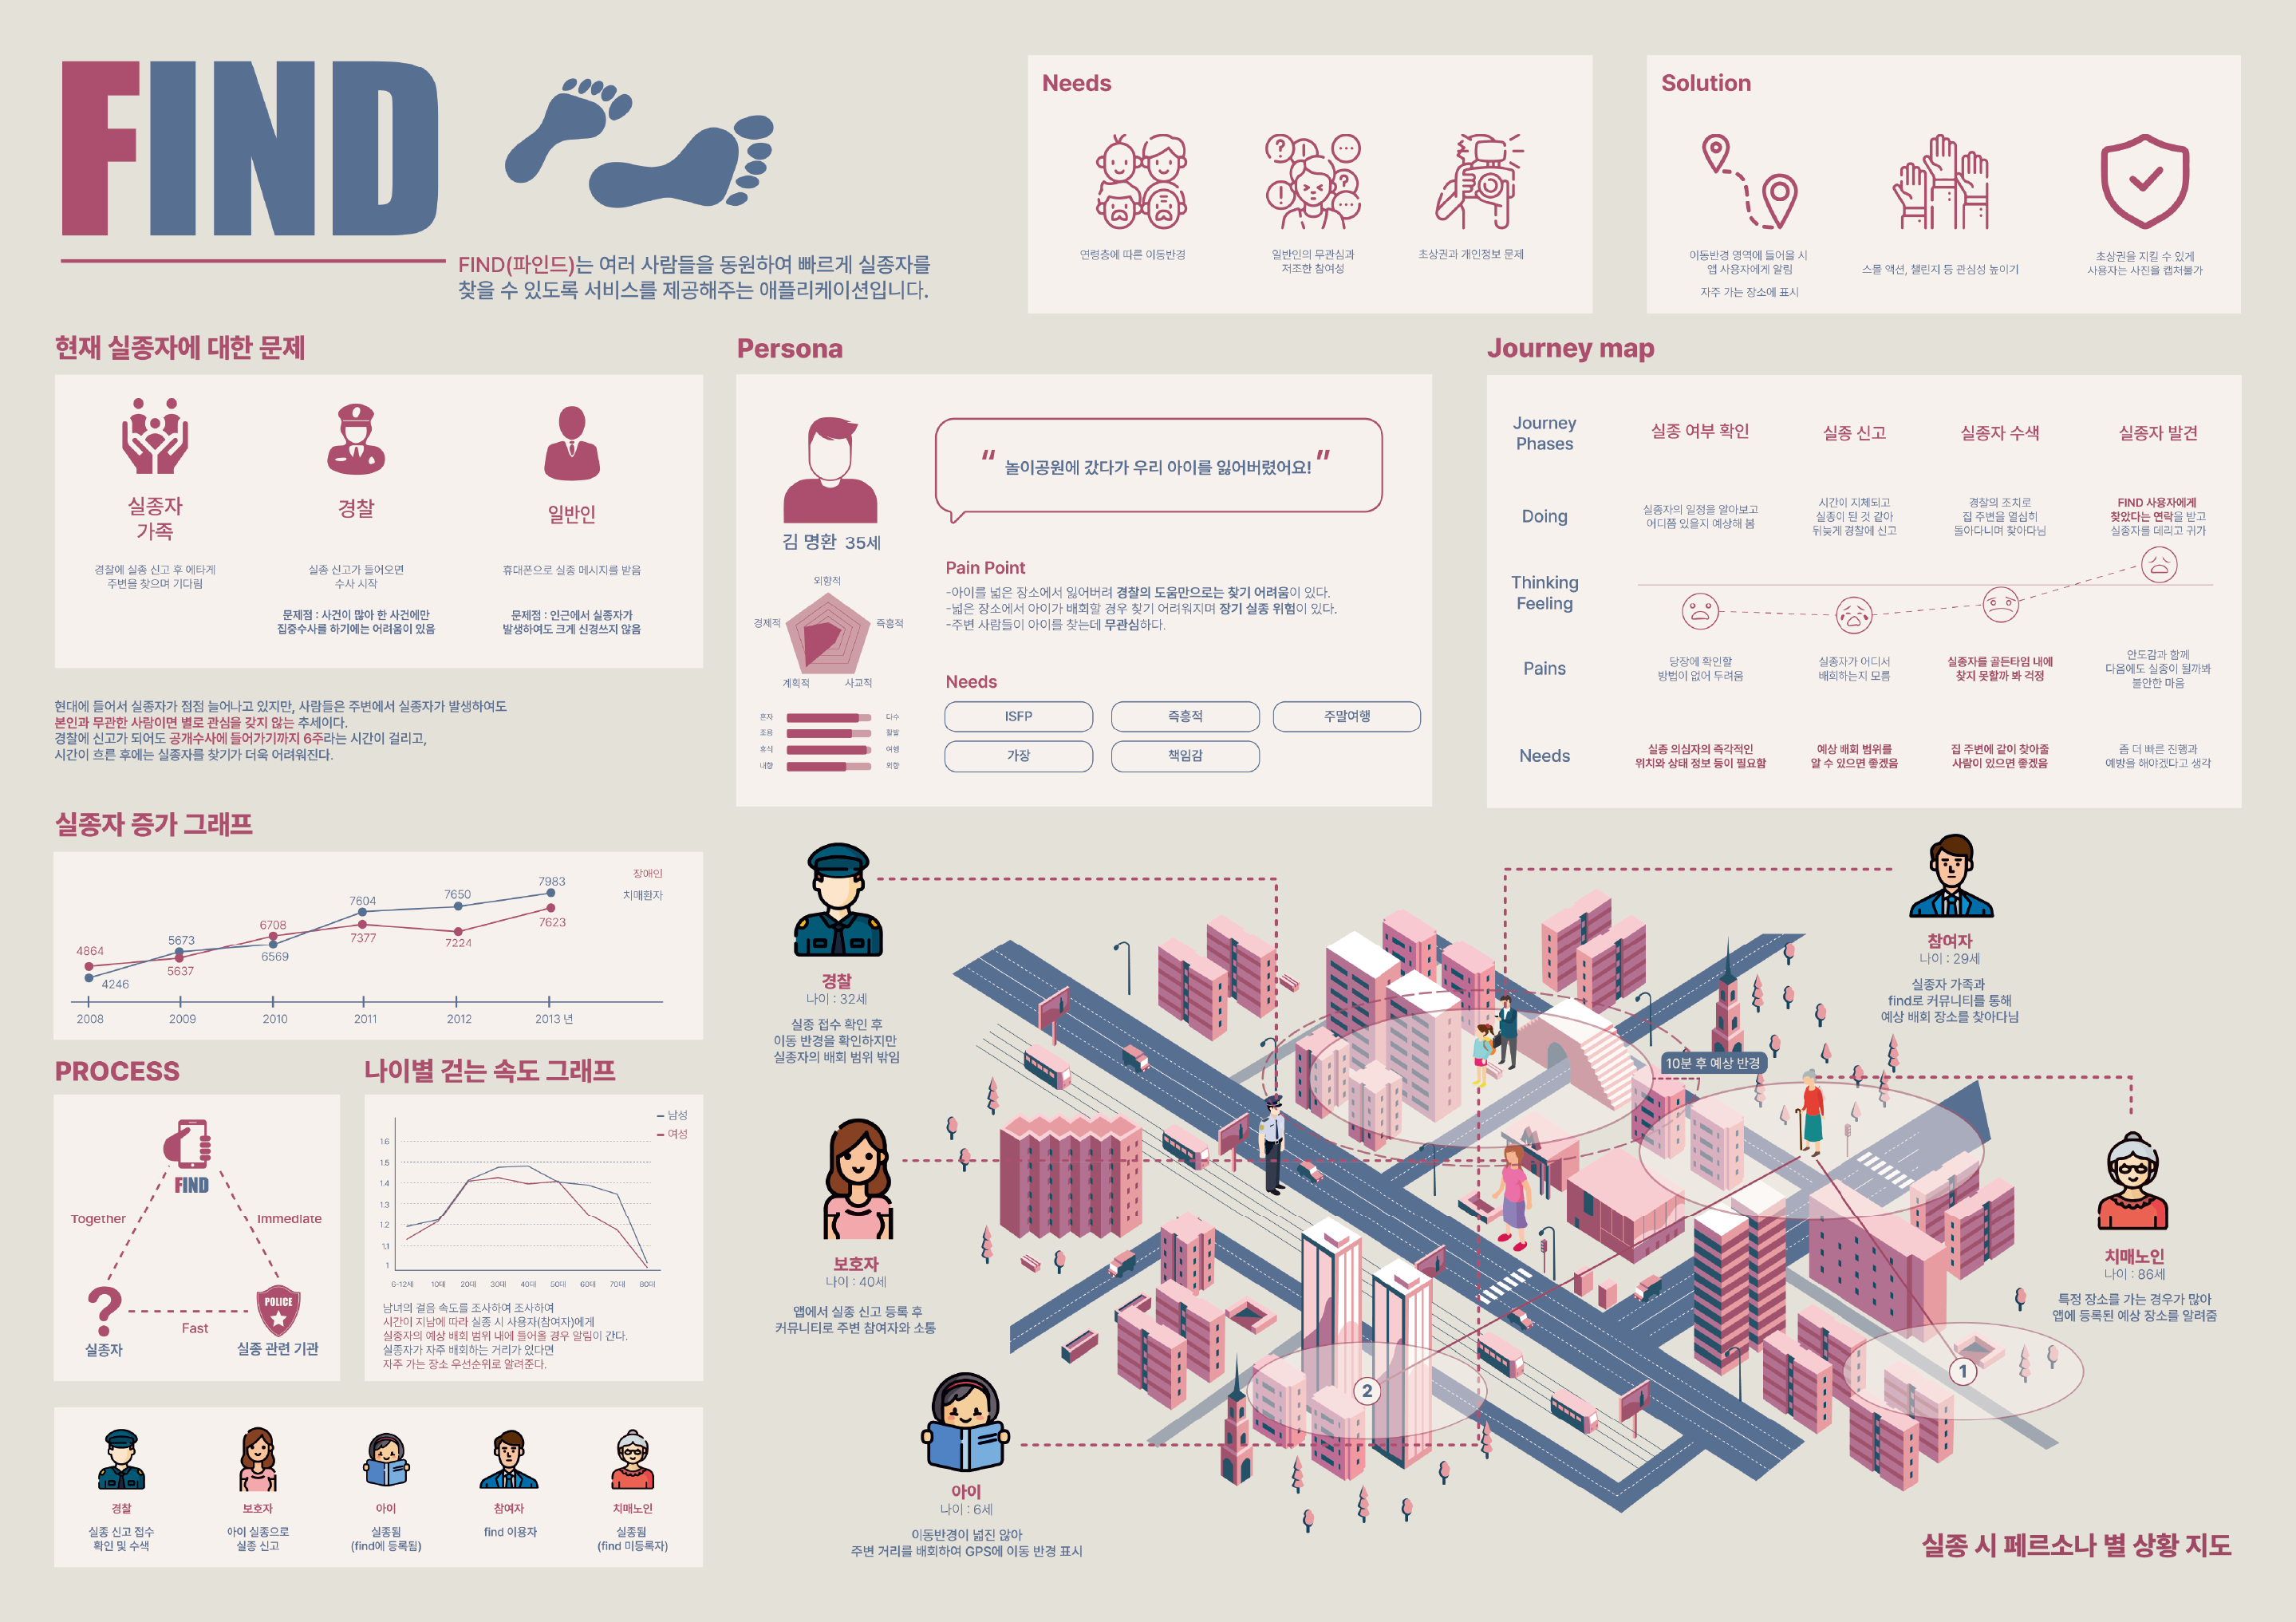 FIND
FIND(파인드)는 여러 사람들을 동원하여 빠르게 실종자를
찾을 수 있도록 서비스를 제공해주는 애플리케이션입니다.
Needs
연령층에 따른 이동반경
일반인의 무관심과
저조한 참여성
초상권과 개인정보 문제
Solution
이동반경 영역에 들어올 시
앱 사용자에게 알림
자주 가는 장소에 표시
스몰 액션, 챌린지 등 관심성 높이기
초상권을 지킬 수 있게
사용자는 사진을 캡처불가
현재 실종자에 대한 문제
실종자
가족
경찰에 실종 신고 후 애타게
주변을 찾으며 기다림
경찰
실종 신고가 들어오면
수사 시작
문제점 : 사건이 많아 한 사건에만
집중수사를 하기에는 어려움이 있음
일반인
휴대폰으로 실종 메시지를 받음
문제점 : 인근에서 실종자가
발생하여도 크게 신경쓰지 않음
현대에 들어서 실종자가 점점 늘어나고 있지만, 사람들은 주변에서 실종자가 발생하여도
본인과 무관한 사람이면 별로 관심을 갖지 않는 추세이다.
경찰에 신고가 되어도 공개수사에 들어가기까지 6주라는 시간이 걸리고,
시간이 흐른 후에는 실종자를 찾기가 더욱 어려워진다.
Persona
김 명환 35세
“ 놀이공원에 갔다가 우리 아이를 잃어버렸어요! ”
외향적
경제적
즉흥적
계획적
사교적
혼자
다수
조용
활발
휴식
여행
내향
외향
Pain Point
-아이를 넓은 장소에서 잃어버려 경찰의 도움만으로는 찾기 어려움이 있다.
-넓은 장소에서 아이가 배회할 경우 찾기 어려워지며 장기 실종 위험이 있다.
-주변 사람들이 아이를 찾는데 무관심하다.
Needs
ISFP
즉흥적
주말여행
가장
책임감
Journey map
Journey
Phases
실종 여부 확인
실종 신고
실종자 수색
실종자 발견
Doing
실종자의 일정을 알아보고
어디쯤 있을지 예상해 봄
시간이 지체되고
실종이 된 것 같아
뒤늦게 경찰에 신고
경찰의 조치로
집 주변을 열심히
돌아다니며 찾아다님
FIND 사용자에게
찾았다는 연락을 받고
실종자를 데리고 귀가
Thinking
Feeling
Pains
당장에 확인할
방법이 없어 두려움
실종자가 어디서
배회하는지 모름
실종자를 골든타임 내에
찾지 못할까 봐 걱정
안도감과 함께
다음에도 실종이 될까봐
불안한 마음
Needs
실종 의심자의 즉각적인
위치와 상태 정보 등이 필요함
예상 배회 범위를
알 수 있으면 좋겠음
집 주변에 같이 찾아줄
사람이 있으면 좋겠음
좀 더 빠른 진행과
예방을 해야겠다고 생각
실종자 증가 그래프
장애인
치매환자
4864
4246
5673
5637
6708
6569
7604
7377
7650
7224
7983
7623
2008
2009
2010
2011
2012
2013 년
PROCESS
FIND
Together
Immediate
Fast
실종자
POLICE
실종 관련 기관
나이별 걷는 속도 그래프
남성
여성
1.6
1.5
1.4
1.3
1.2
1.1
1
6-12세
10대
20대
30대
40대
50대
60대
70대
80대
남녀의 걸음 속도를 조사하여 조사하여
시간이 지남에 따라 실종 시 사용자(참여자)에게
실종자의 예상 배회 범위 내에 들어올 경우 알림이 간다.
실종자가 자주 배회하는 거리가 있다면
자주 가는 장소 우선순위로 알려준다.
경찰
실종 신고 접수
확인 및 수색
보호자
아이 실종으로
실종 신고
아이
실종됨
(find에 등록됨)
참여자
find 이용자
치매노인
실종됨
(find 미등록자)
경찰
나이 : 32세
실종 접수 확인 후
이동 반경을 확인하지만
실종자의 배회 범위 밖임
보호자
나이 : 40세
앱에서 실종 신고 등록 후
커뮤니티로 주변 참여자와 소통
아이
나이 : 6세
이동반경이 넓진 않아
주변 거리를 배회하여 GPS에 이동 반경 표시
참여자
나이 : 29세
실종자 가족과
find로 커뮤니티를 통해
예상 배회 장소를 찾아다님
10분 후 예상 반경
치매노인
나이 : 86세
특정 장소를 가는 경우가 많아
앱에 등록된 예상 장소를 알려줌
1
2
실종 시 페르소나 별 상황 지도